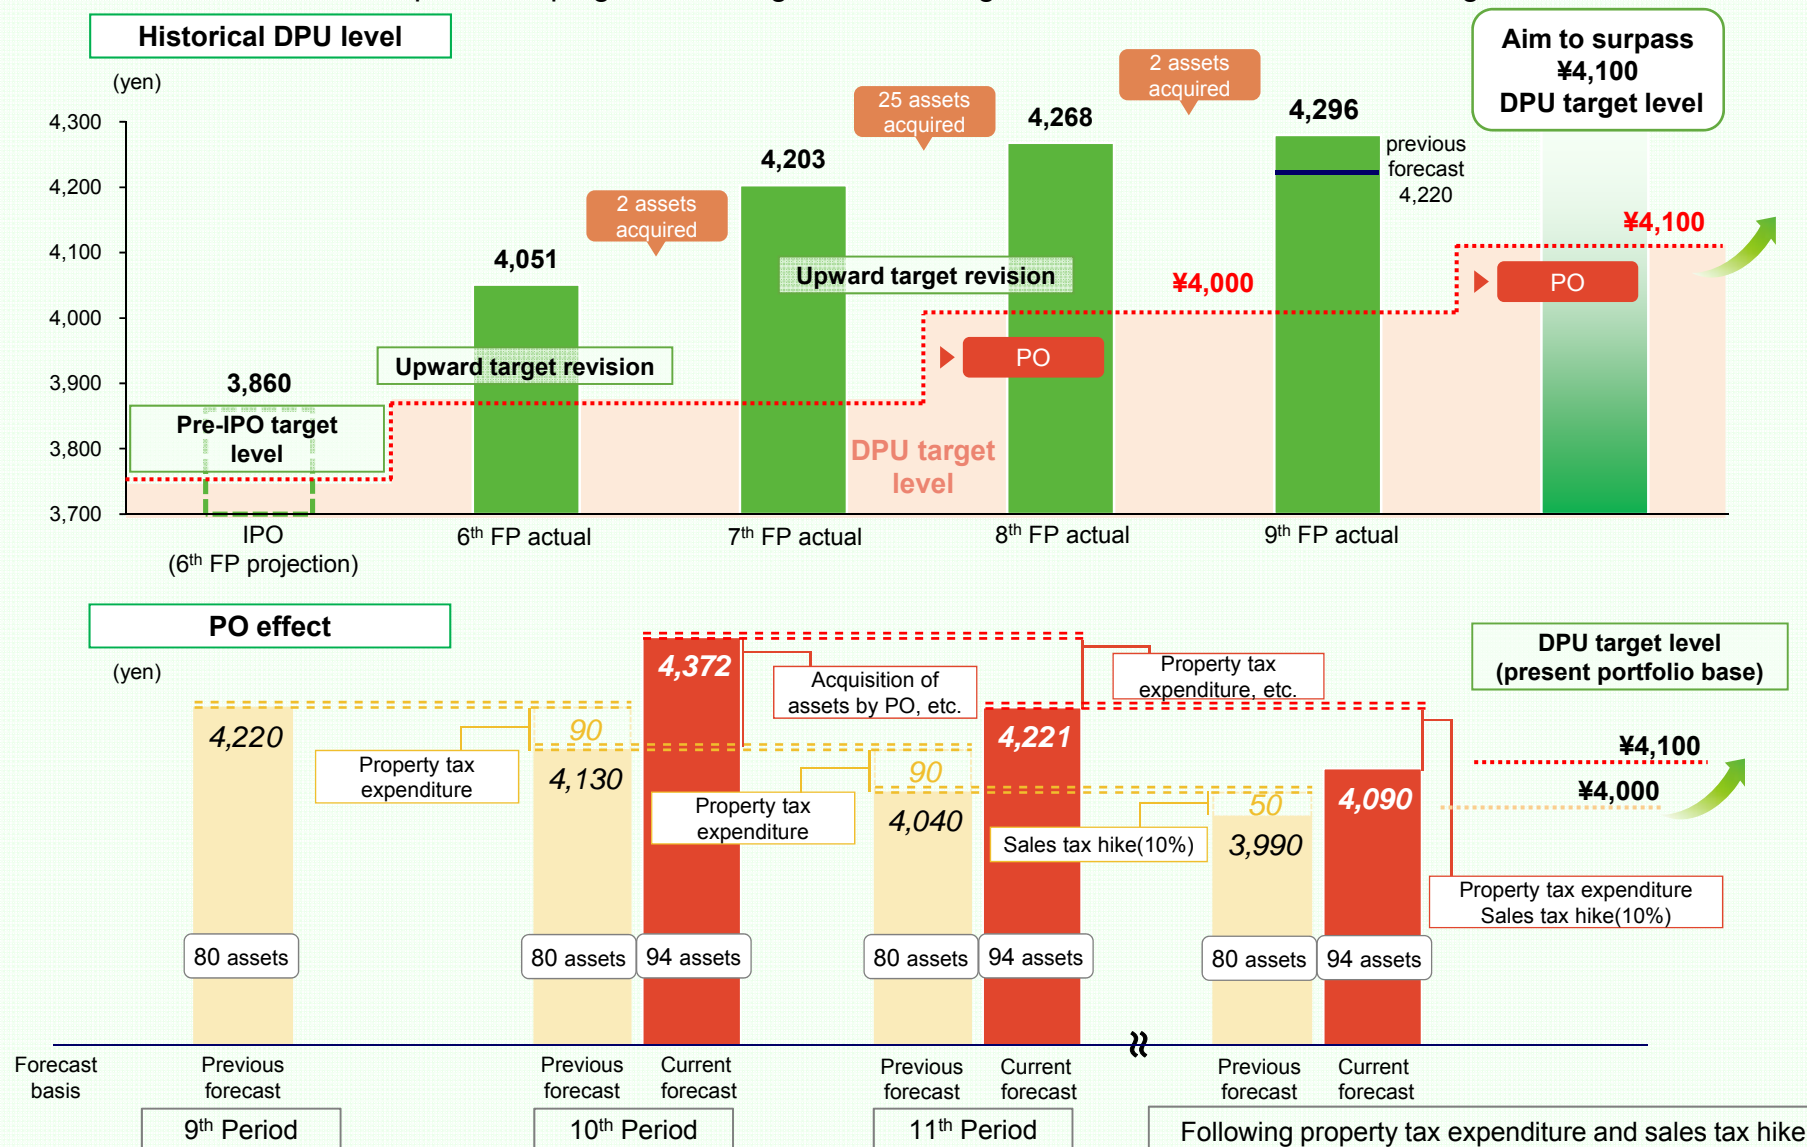 Historical DPU level
(yen)
4,300
4,200
4,100
4,000
3,900
3,800
3,700
3,860
Pre-IPO target
level
Upward target revision
4,051
2 assets
acquired
4,203
25 assets
acquired
Upward target revision
4,268
2 assets
acquired
4,296
previous
forecast
4,220
Aim to surpass
¥4,100
DPU target level
¥4,000
¥4,100
PO
PO
DPU target
level
IPO
(6th FP projection)
6th FP actual
7th FP actual
8th FP actual
9th FP actual
PO effect
(yen)
4,220
Property tax
expenditure
90
4,130
4,372
Acquisition of
assets by PO, etc.
Property tax
expenditure
90
4,040
Property tax
expenditure, etc.
4,221
Sales tax hike(10%)
50
3,990
4,090
Property tax expenditure
Sales tax hike(10%)
DPU target level
(present portfolio base)
¥4,100
¥4,000
80 assets
80 assets
94 assets
80 assets
94 assets
80 assets
94 assets
Forecast
basis
Previous
forecast
Previous
forecast
Current
forecast
Previous
forecast
Current
forecast
Previous
forecast
Current
forecast
9th Period
10th Period
11th Period
Following property tax expenditure and sales tax hike